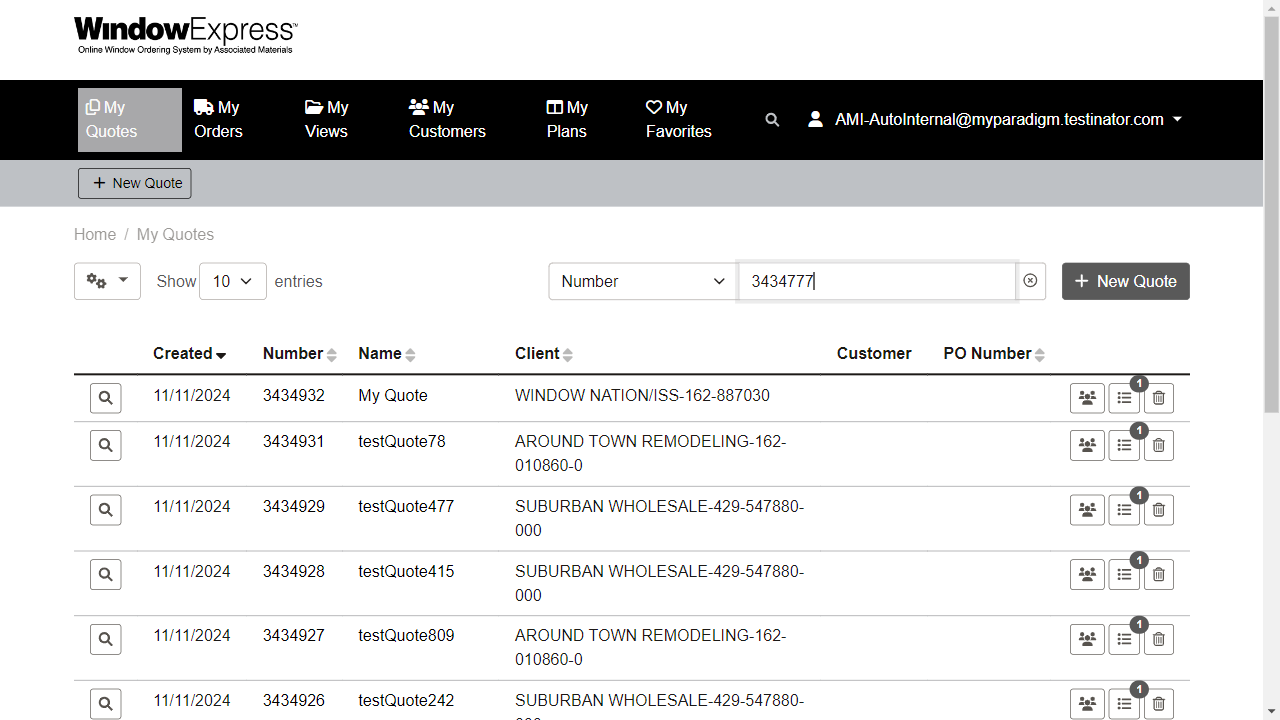 WindowExpress™
Online Window Ordering System by Associated Materials
My Quotes
My Orders
My Views
My Customers
My Plans
My Favorites
AMI-AutoInternal@myparadigm.testinator.com
New Quote
Home / My Quotes
Show 10 entries
Number
3434777
New Quote
Created Number Name Client Customer PO Number
11/11/2024 3434932 My Quote WINDOW NATION/ISS-162-887030 1
11/11/2024 3434931 testQuote78 AROUND TOWN REMODELING-162- 1
010860-0
11/11/2024 3434929 testQuote477 SUBURBAN WHOLESALE-429-547880- 1
000
11/11/2024 3434928 testQuote415 SUBURBAN WHOLESALE-429-547880- 1
000
11/11/2024 3434927 testQuote809 AROUND TOWN REMODELING-162- 1
010860-0
11/11/2024 3434926 testQuote242 SUBURBAN WHOLESALE-429-547880- 1